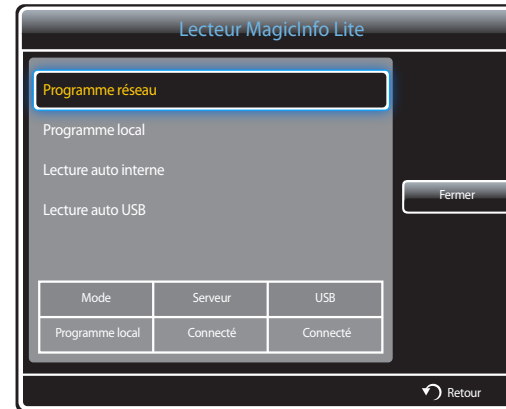 Lecteur MagicInfo Lite
Programme réseau
Programme local
Lecture auto interne
Lecture auto USB
Fermer
Mode Serveur USB
Programme local Connecté Connecté
Retour